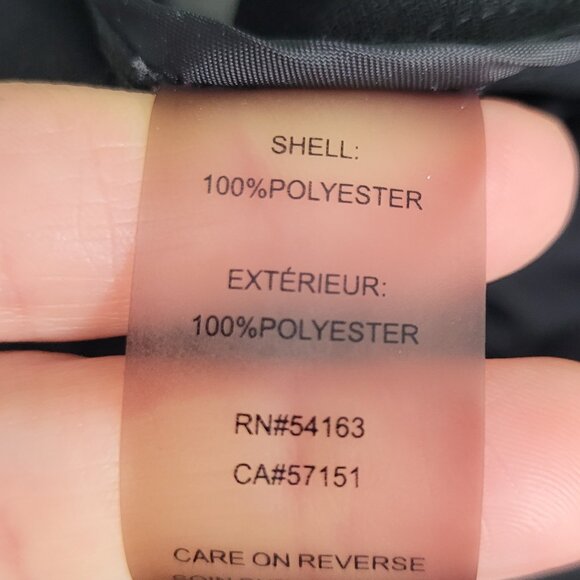 SHELL:
100%POLYESTER
EXTÉRIEUR:
100%POLYESTER
RN#54163
CA#57151
CARE ON REVERSE